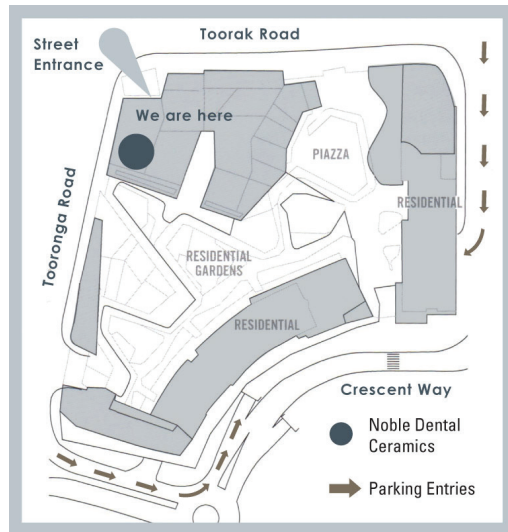 Toorak Road
Street
Entrance
We are here
PIAZZA
Tooronga Road
RESIDENTIAL
RESIDENTIAL
GARDENS
RESIDENTIAL
Crescent Way
Noble Dental
Ceramics
Parking Entries